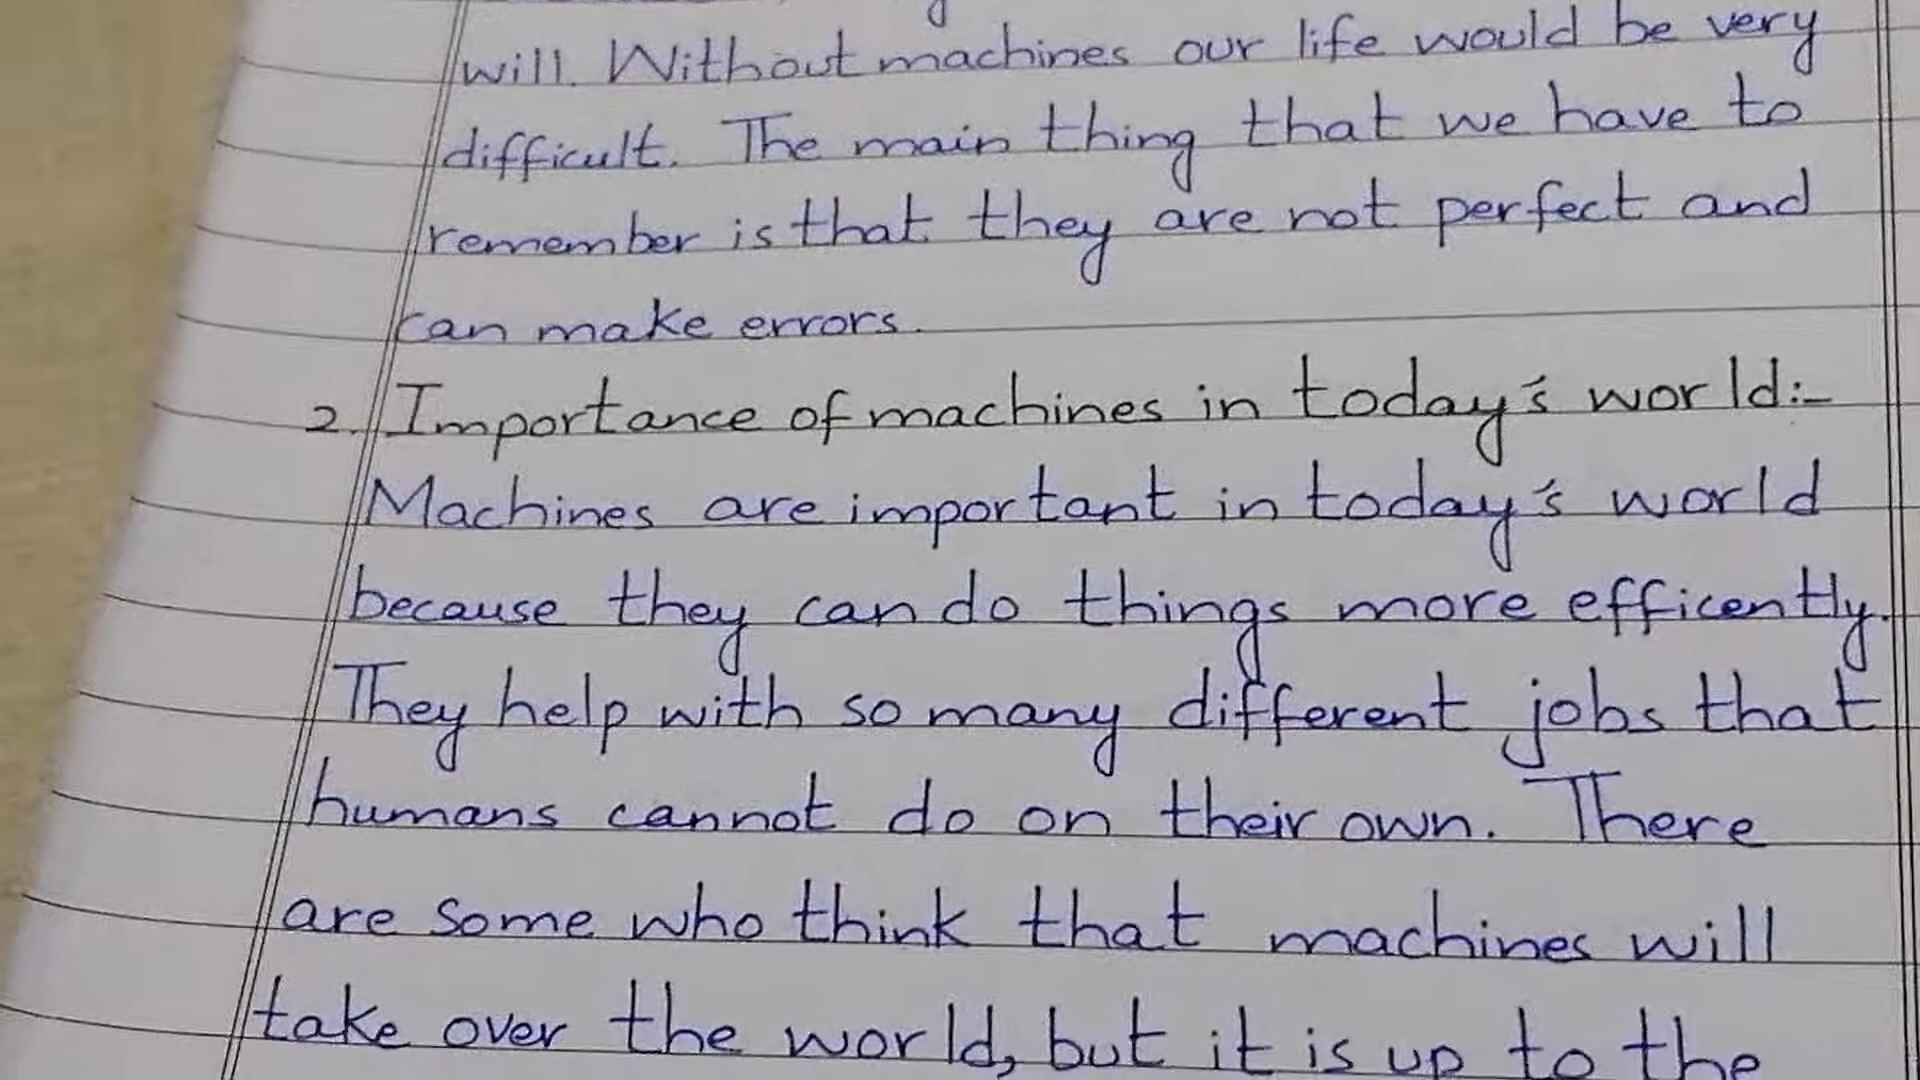 will. Without machines our life would be very
difficult. The main thing that we have to
remember is that they are not perfect and
can make errors.
2. Importance of machines in today's world:-
Machines are important in today's world
because they can do things more efficently.
They help with so many different jobs that
humans cannot do on their own. There
are some who think that machines will
take over the world, but it is up to the